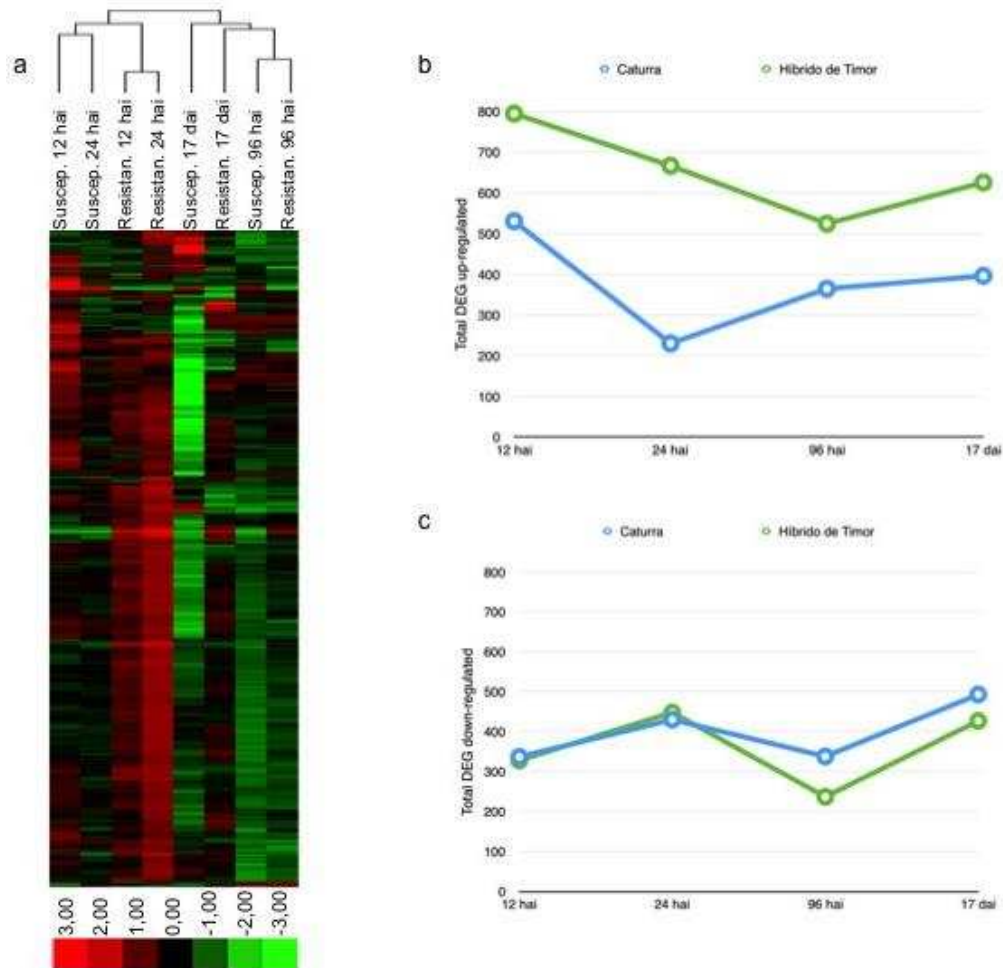 a
Suscep. 12 hai
Suscep. 24 hai
Resistan. 12 hai
Resistan. 24 hai
Suscep. 17 dai
Resistan. 17 dai
Suscep. 96 hai
Resistan. 96 hai
3,00
2,00
1,00
0,00
-1,00
-2,00
-3,00
b
Caturra
Híbrido de Timor
Total DEG up-regulated
800
700
600
500
400
300
200
100
0
12 hai
24 hai
96 hai
17 dai
c
Caturra
Híbrido de Timor
Total DEG down-regulated
800
700
600
500
400
300
200
100
0
12 hai
24 hai
96 hai
17 dai